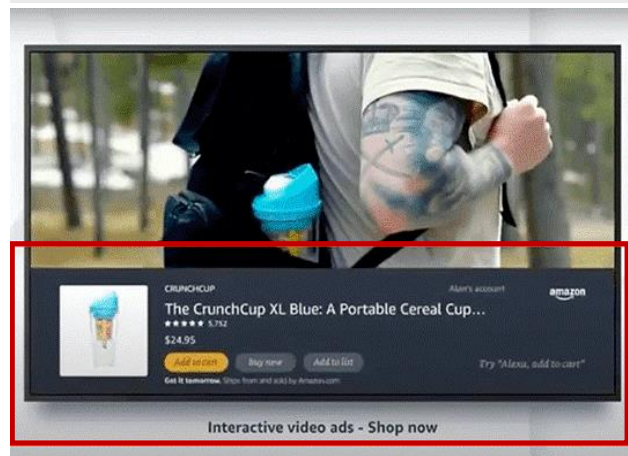 CRUNCHCUP
Alan's account
amazon
The CrunchCup XL Blue: A Portable Cereal Cup...
5,752
$24.95
Add to cart
Buy now
Add to list
Try "Alexa, add to cart"
Got it tomorrow. Ships from and sold by Amazon.com
Interactive video ads - Shop now